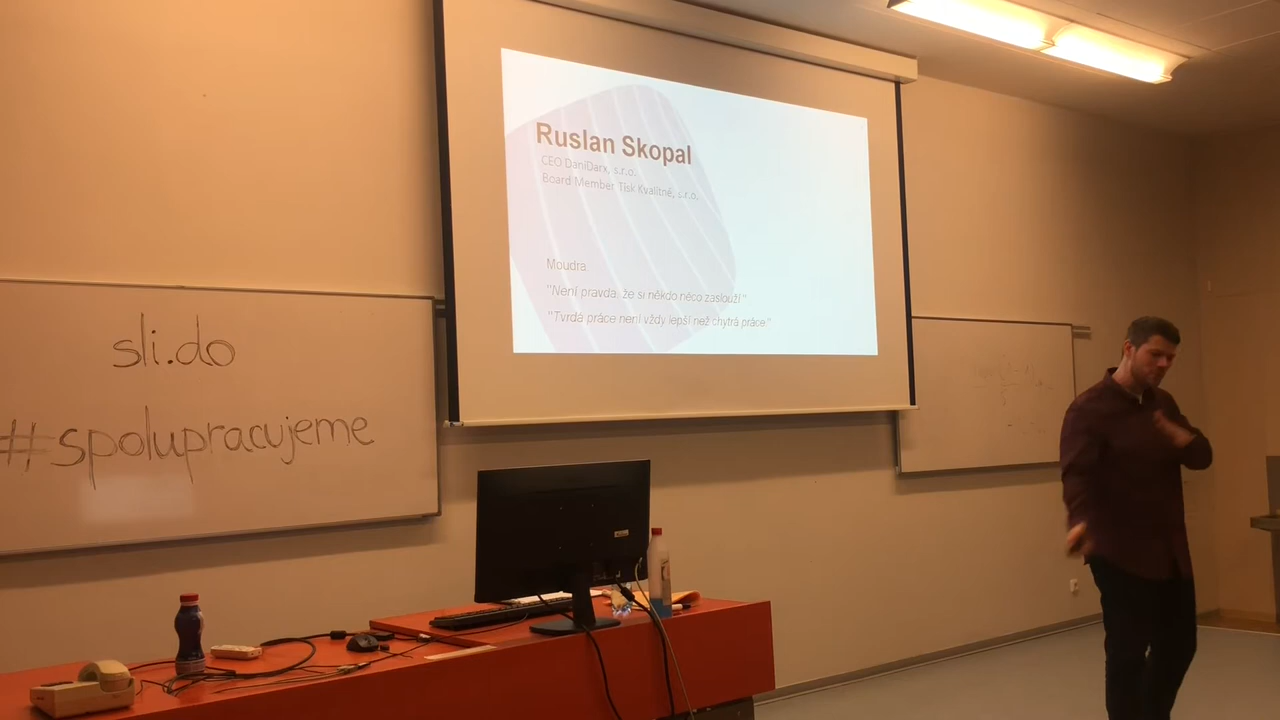 Ruslan Skopal
CEO DaniDarx, s.r.o.
Board Member Tisk Kvalitně, s.r.o.
Moudra
"Není pravda, že si někdo něco zaslouží."
"Tvrdá práce není vždy lepší než chytrá práce."
sli.do
#spolupracujeme